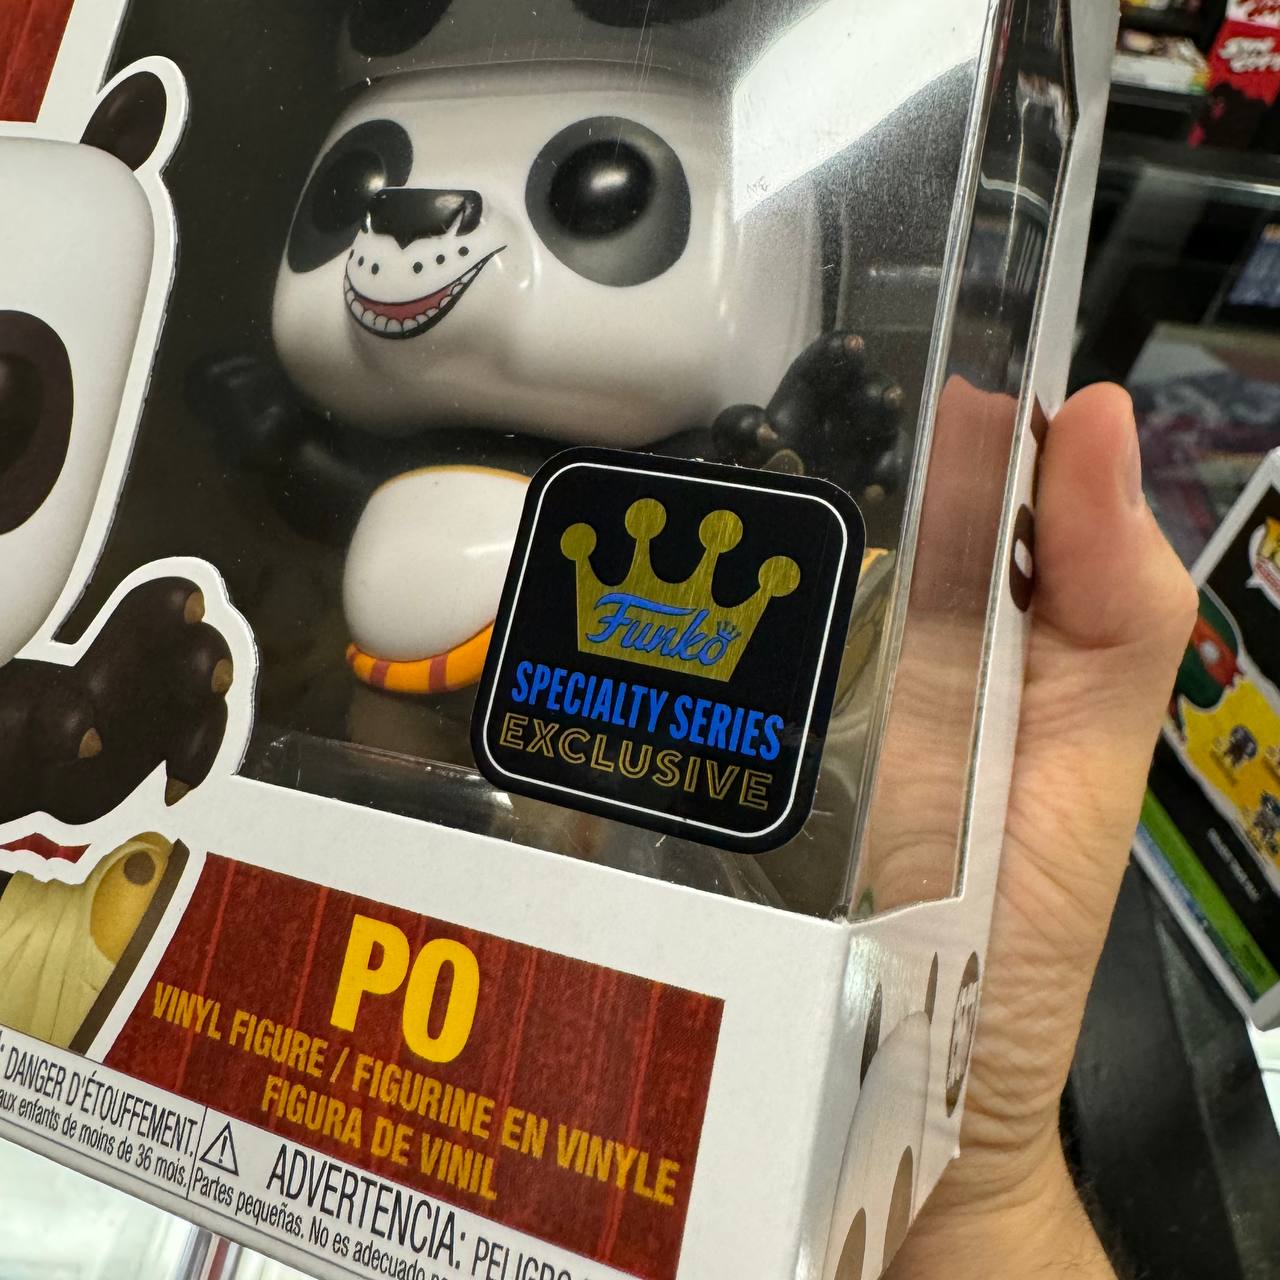 Funko
SPECIALTY SERIES
EXCLUSIVE
PO
VINYL FIGURE / FIGURINE EN VINYLE
FIGURA DE VINIL
: DANGER D'ÉTOUFFEMENT.
aux enfants de moins de 36 mois.
ADVERTENCIA: PELIGRO
Partes pequeñas. No es adecuado